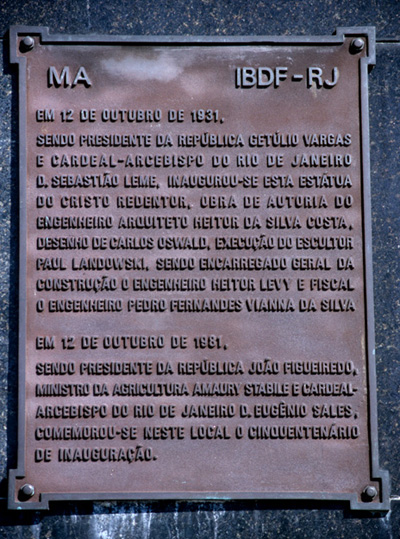 MA IBDF-RJ
EM 12 DE OUTUBRO DE 1931,
SENDO PRESIDENTE DA REPÚBLICA GETÚLIO VARGAS
E CARDEAL-ARCEBISPO DO RIO DE JANEIRO
D. SEBASTIÃO LEME, INAUGUROU-SE ESTA ESTÁTUA
DO CRISTO REDENTOR, OBRA DE AUTORIA DO
ENGENHEIRO ARQUITETO HEITOR DA SILVA COSTA,
DESENHO DE CARLOS OSWALD, EXECUÇÃO DO ESCULTOR
PAUL LANDOWSKI, SENDO ENCARREGADO GERAL DA
CONSTRUÇÃO O ENGENHEIRO HEITOR LEVY E FISCAL
O ENGENHEIRO PEDRO FERNANDES VIANNA DA SILVA
EM 12 DE OUTUBRO DE 1981,
SENDO PRESIDENTE DA REPÚBLICA JOÃO FIGUEIREDO,
MINISTRO DA AGRICULTURA AMAURY STABILE E CARDEAL-
ARCEBISPO DO RIO DE JANEIRO D. EUGÊNIO SALES,
COMEMOROU-SE NESTE LOCAL O CINQUENTENÁRIO
DE INAUGURAÇÃO.